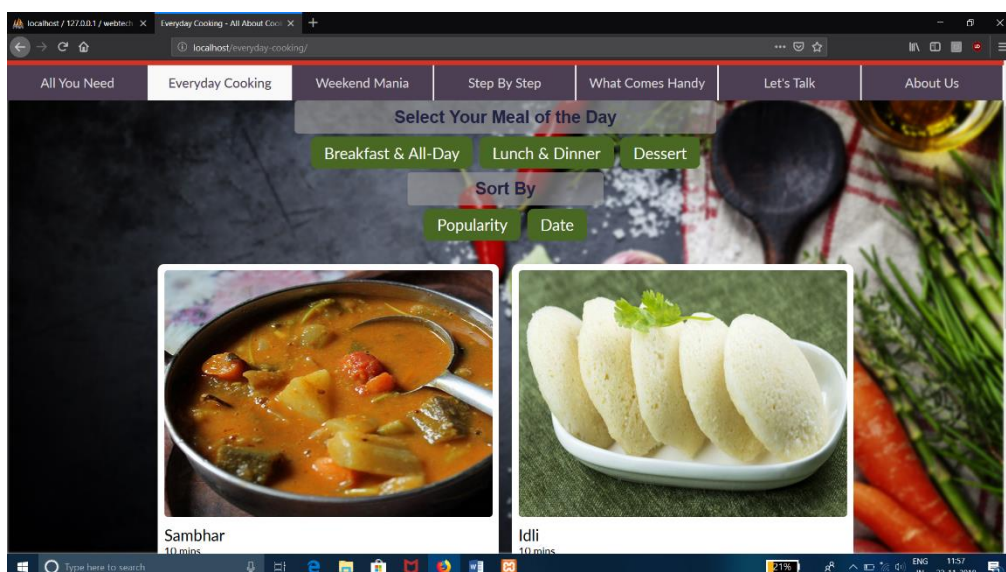 localhost / 127.0.0.1 / webtech
Everyday Cooking - All About Cook
localhost/everyday-cooking/
All You Need
Everyday Cooking
Weekend Mania
Step By Step
What Comes Handy
Let's Talk
About Us
Select Your Meal of the Day
Breakfast & All-Day
Lunch & Dinner
Dessert
Sort By
Popularity
Date
Sambhar
10 mins
Idli
10 mins
Type here to search
21%
ENG
11:57
IN